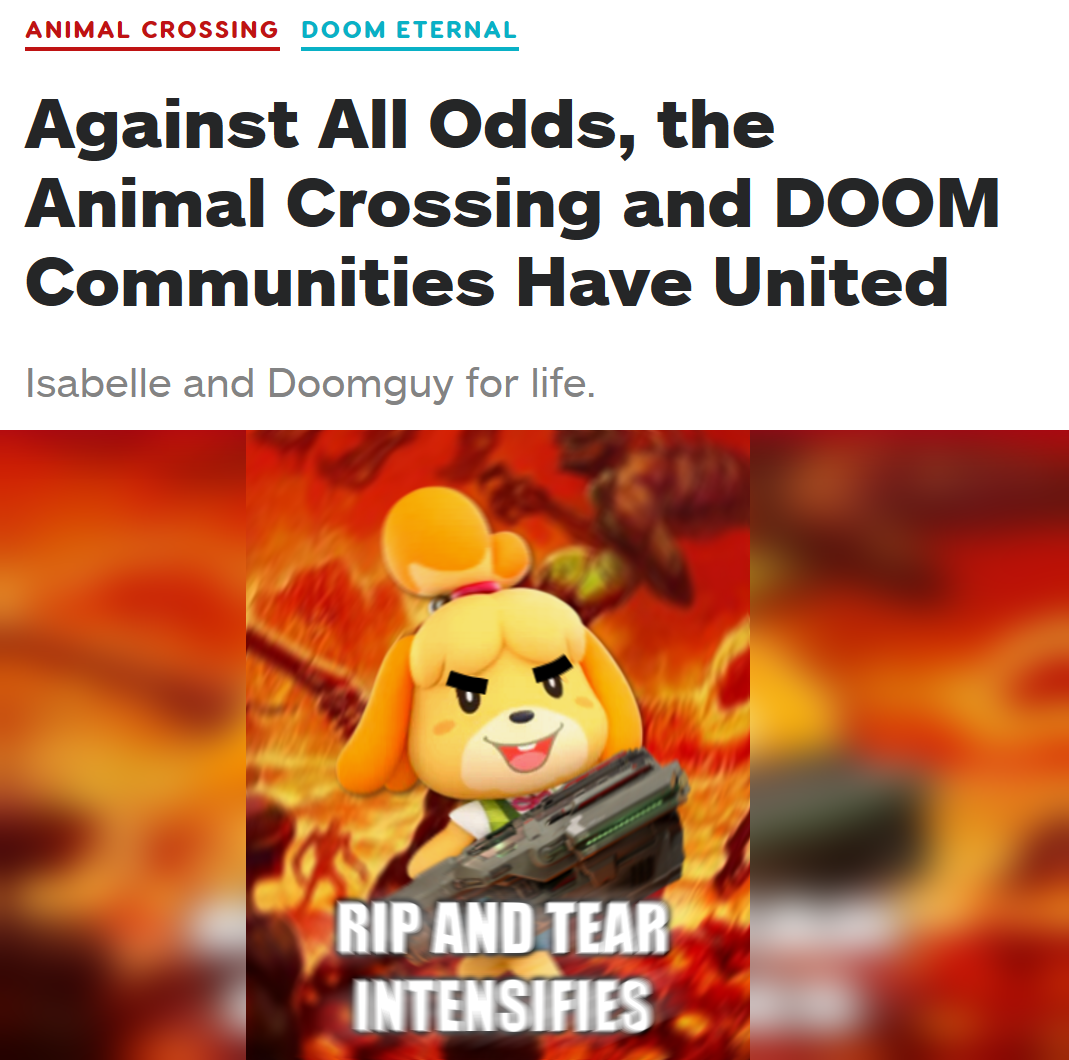 ANIMAL CROSSING DOOM ETERNAL
Against All Odds, the
Animal Crossing and DOOM
Communities Have United
Isabelle and Doomguy for life.
RIP AND TEAR
INTENSIFIES